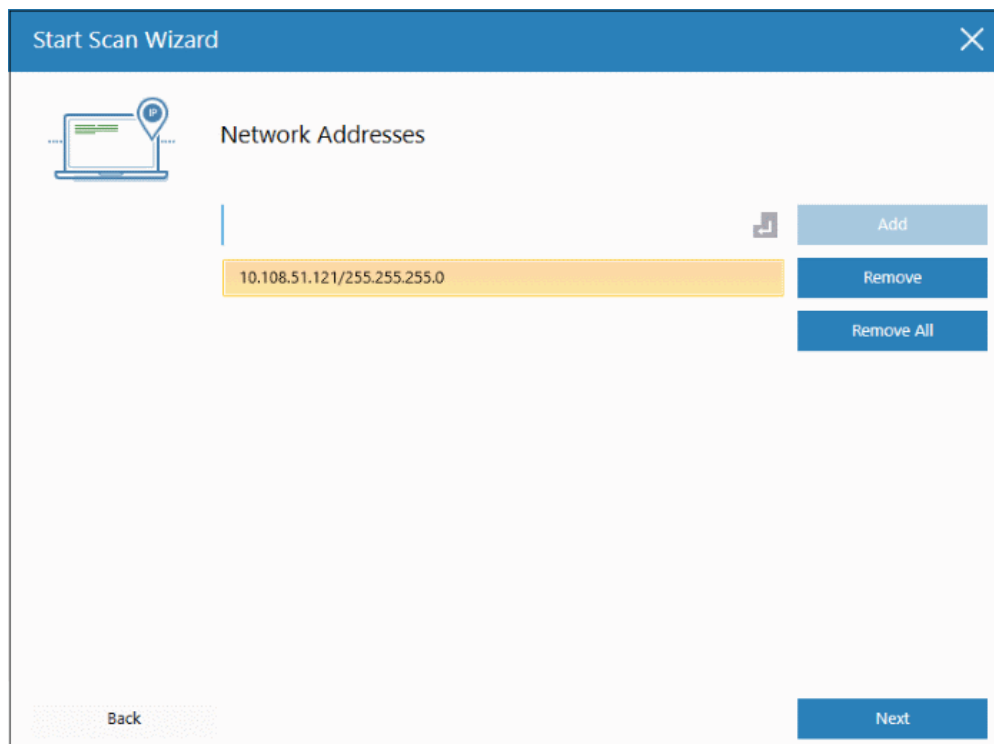 Start Scan Wizard
IP
Network Addresses
Add
10.108.51.121/255.255.255.0
Remove
Remove All
Back
Next